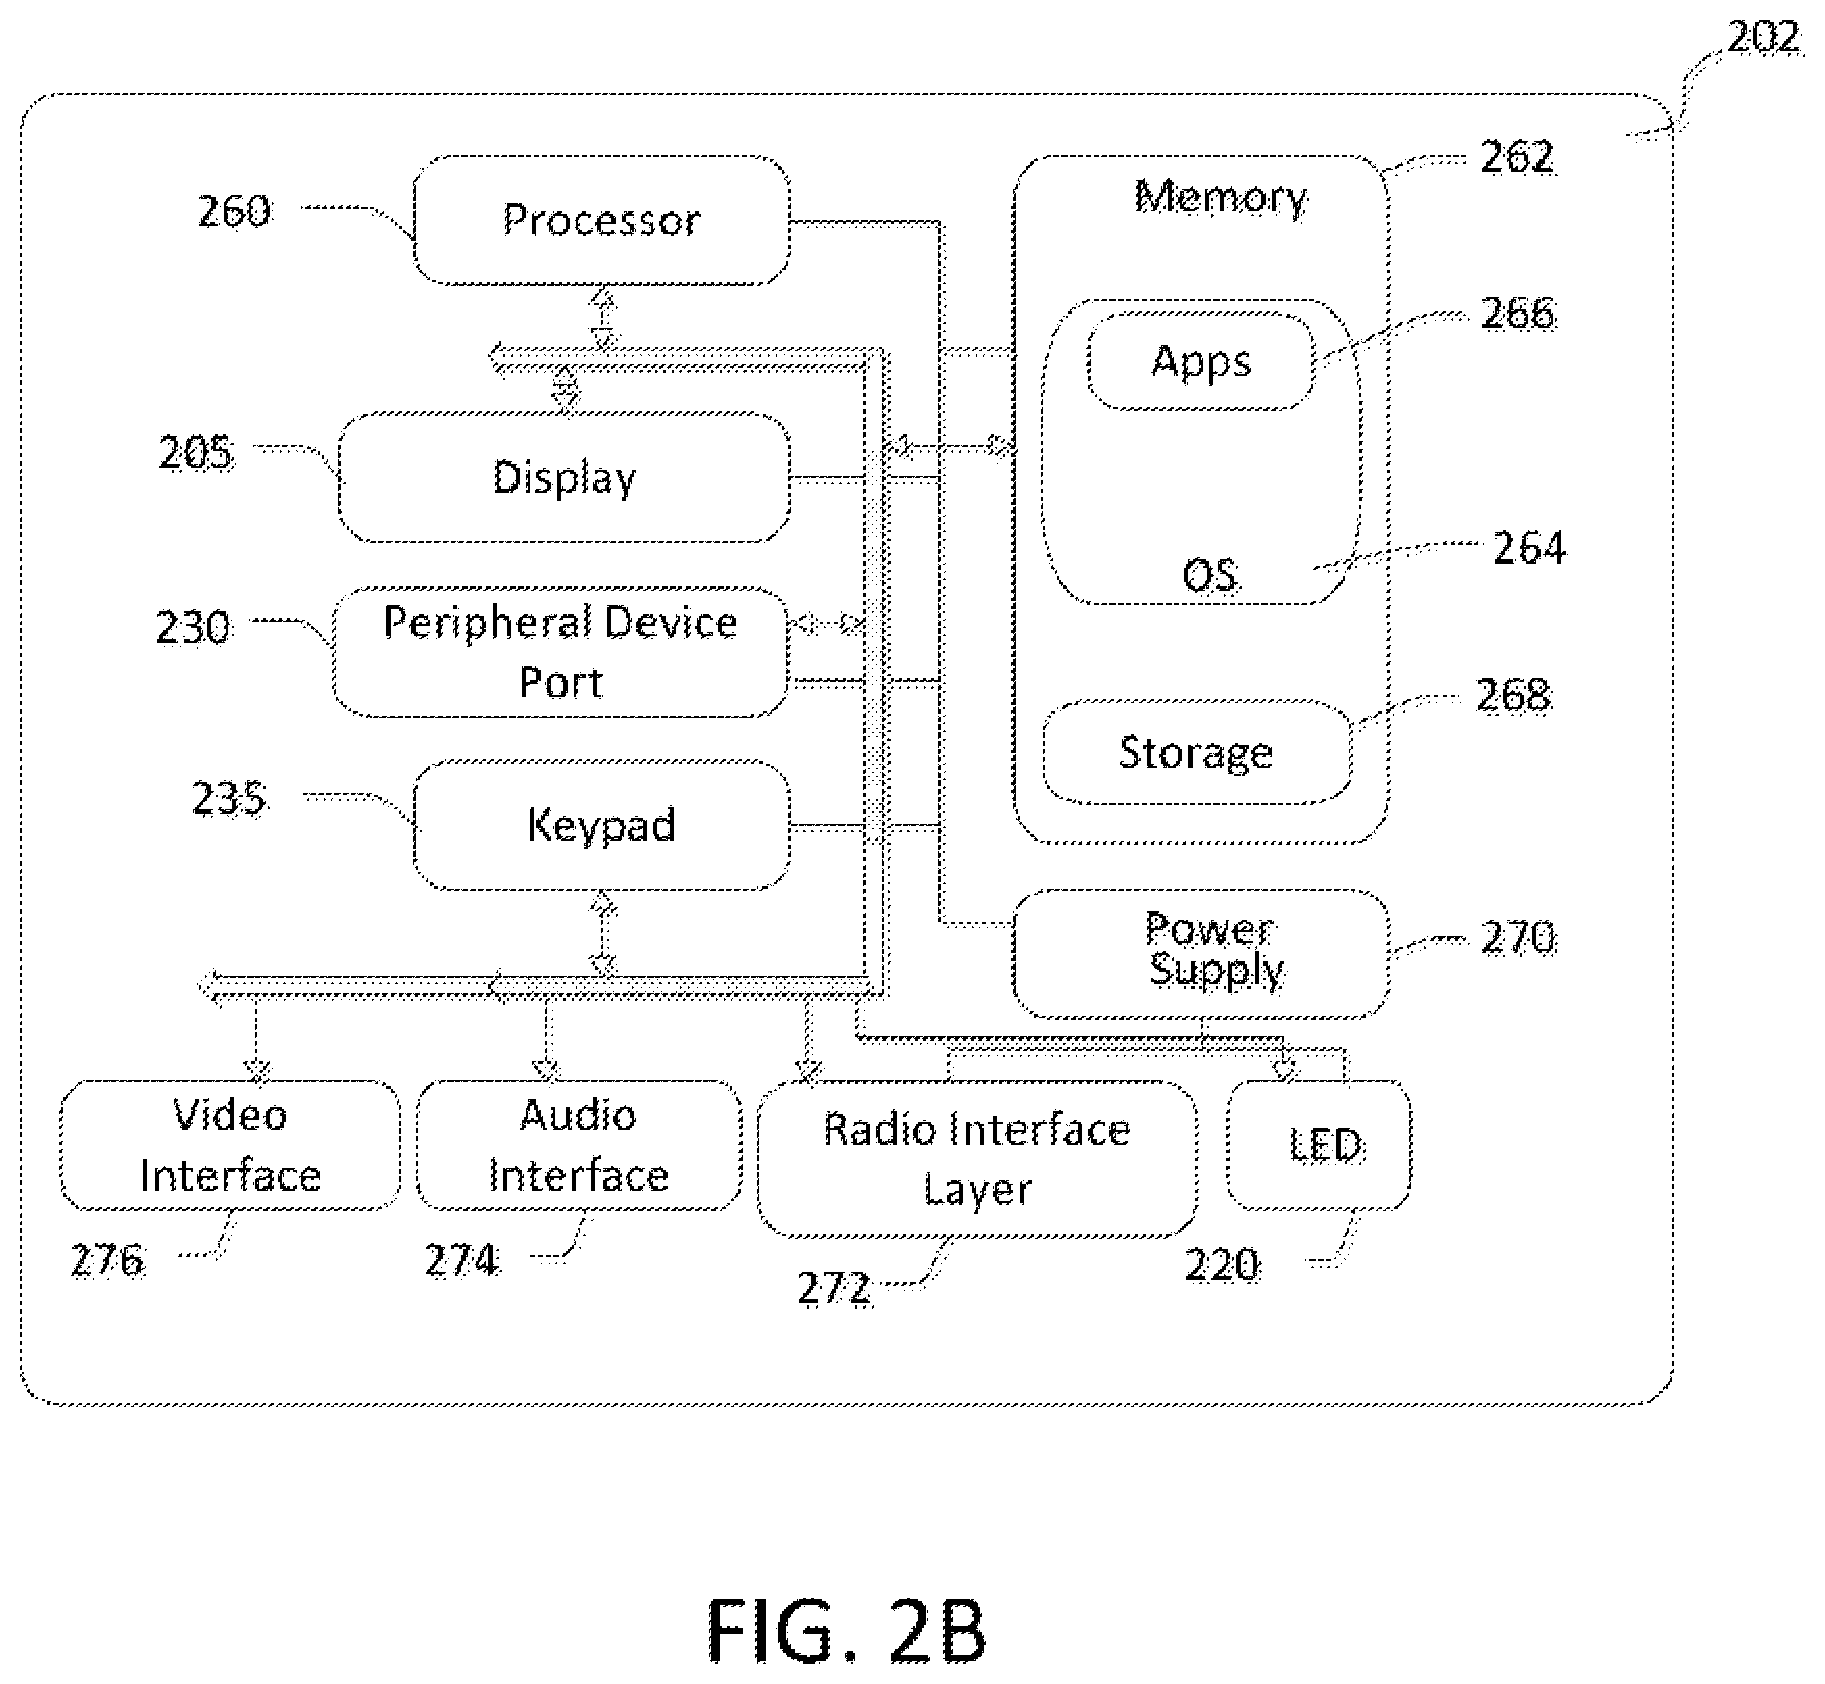 202
262
Memory
260
Processor
266
Apps
205
Display
264
OS
230
Peripheral Device
Port
268
Storage
235
Keypad
270
Power
Supply
Video
Interface
Audio
Interface
Radio Interface
Layer
LED
276
274
272
220
FIG. 2B